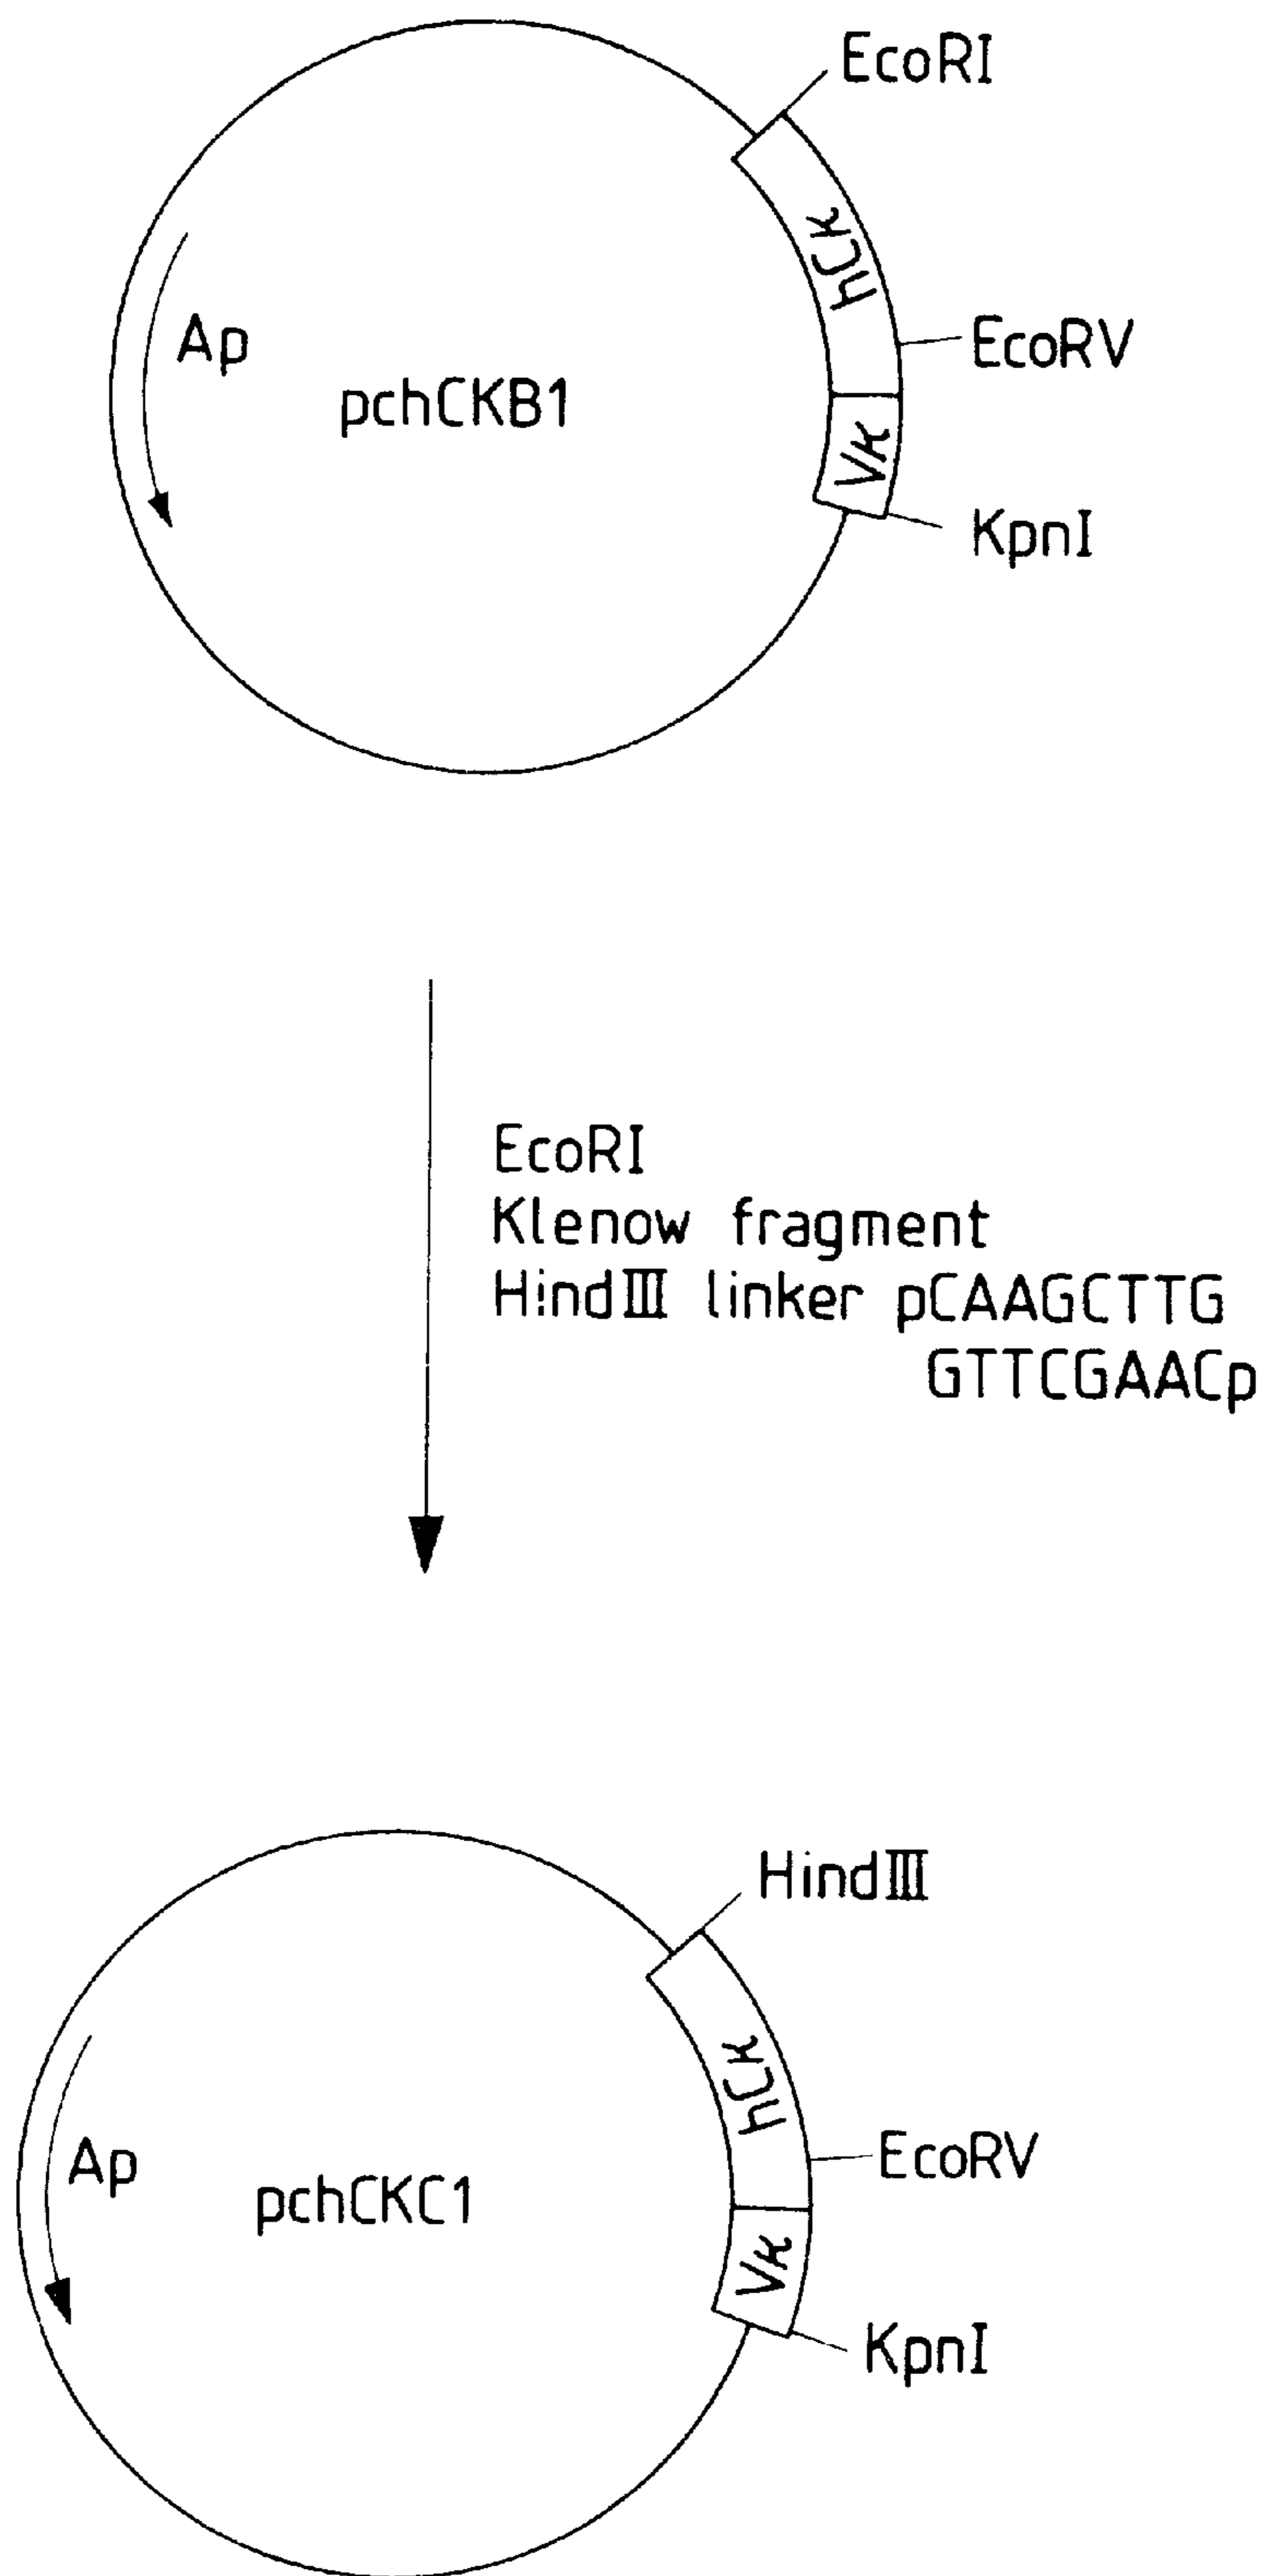 EcoRI
hCκ
Ap
EcoRV
pchCKB1
Vκ
KpnI
EcoRI
Klenow fragment
HindⅢ linker pCAAGCTTG
GTTCGAACp
HindⅢ
hCκ
Ap
EcoRV
pchCKC1
Vκ
KpnI